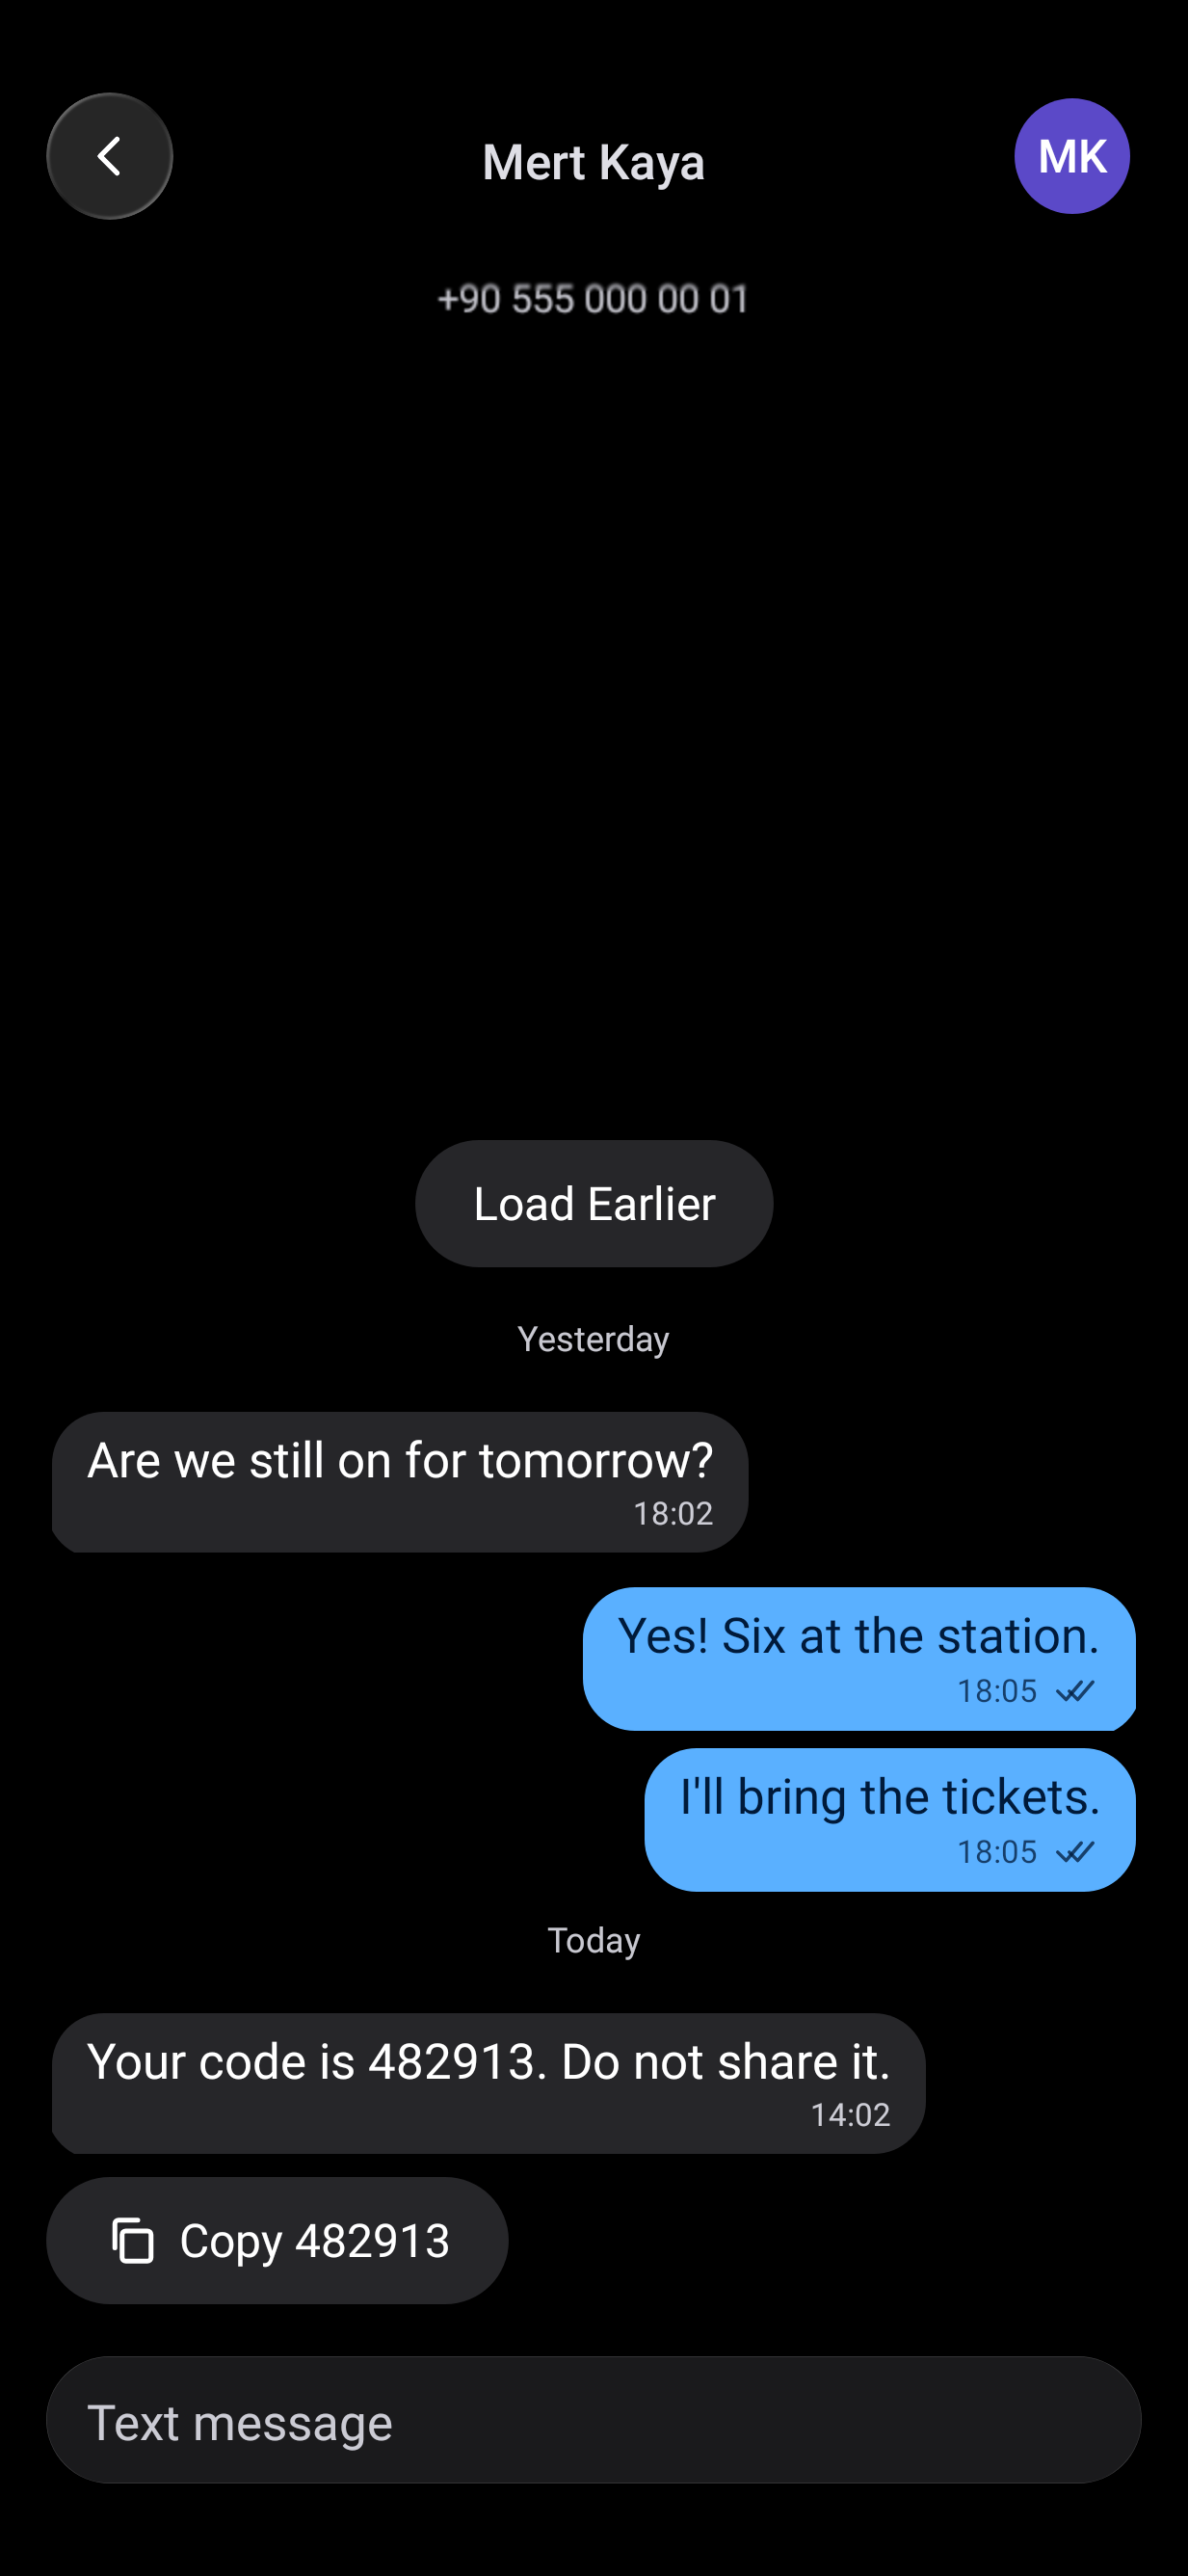 Mert Kaya
MK
+90 555 000 00 01
Load Earlier
Yesterday
Are we still on for tomorrow?
18:02
Yes! Six at the station.
18:05
I'll bring the tickets.
18:05
Today
Your code is 482913. Do not share it.
14:02
Copy 482913
Text message